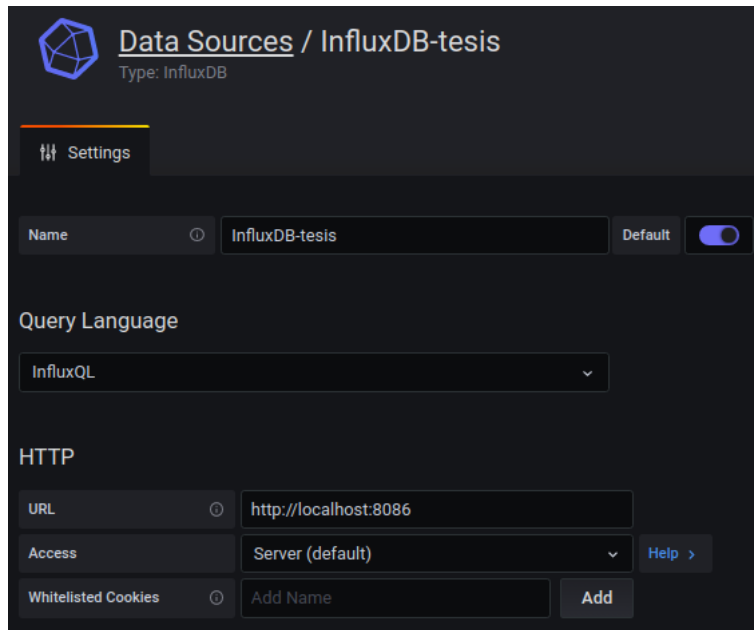 Data Sources / InfluxDB-tesis
Type: InfluxDB
Settings
Name InfluxDB-tesis Default
Query Language
InfluxQL
HTTP
URL http://localhost:8086
Access Server (default) Help >
Whitelisted Cookies Add Name Add